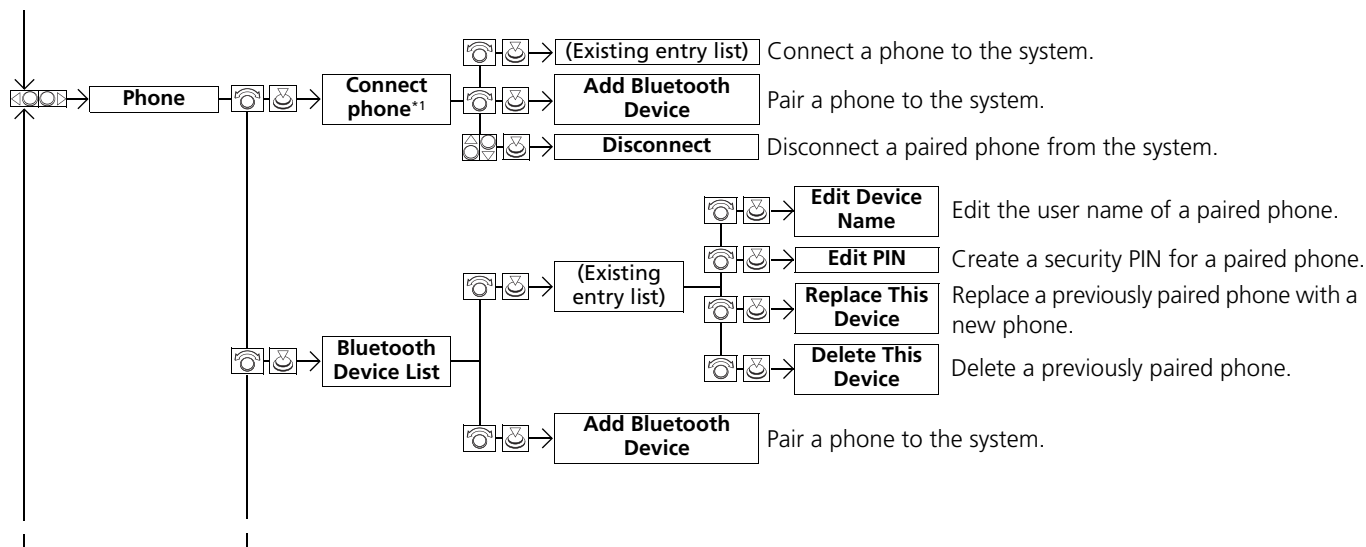 (Existing entry list) Connect a phone to the system.
Phone
Connect
phone*1
Add Bluetooth
Device
Pair a phone to the system.
Disconnect Disconnect a paired phone from the system.
Edit Device
Name
Edit the user name of a paired phone.
(Existing
entry list)
Edit PIN Create a security PIN for a paired phone.
Replace This
Device
Replace a previously paired phone with a
new phone.
Bluetooth
Device List
Delete This
Device
Delete a previously paired phone.
Add Bluetooth
Device
Pair a phone to the system.